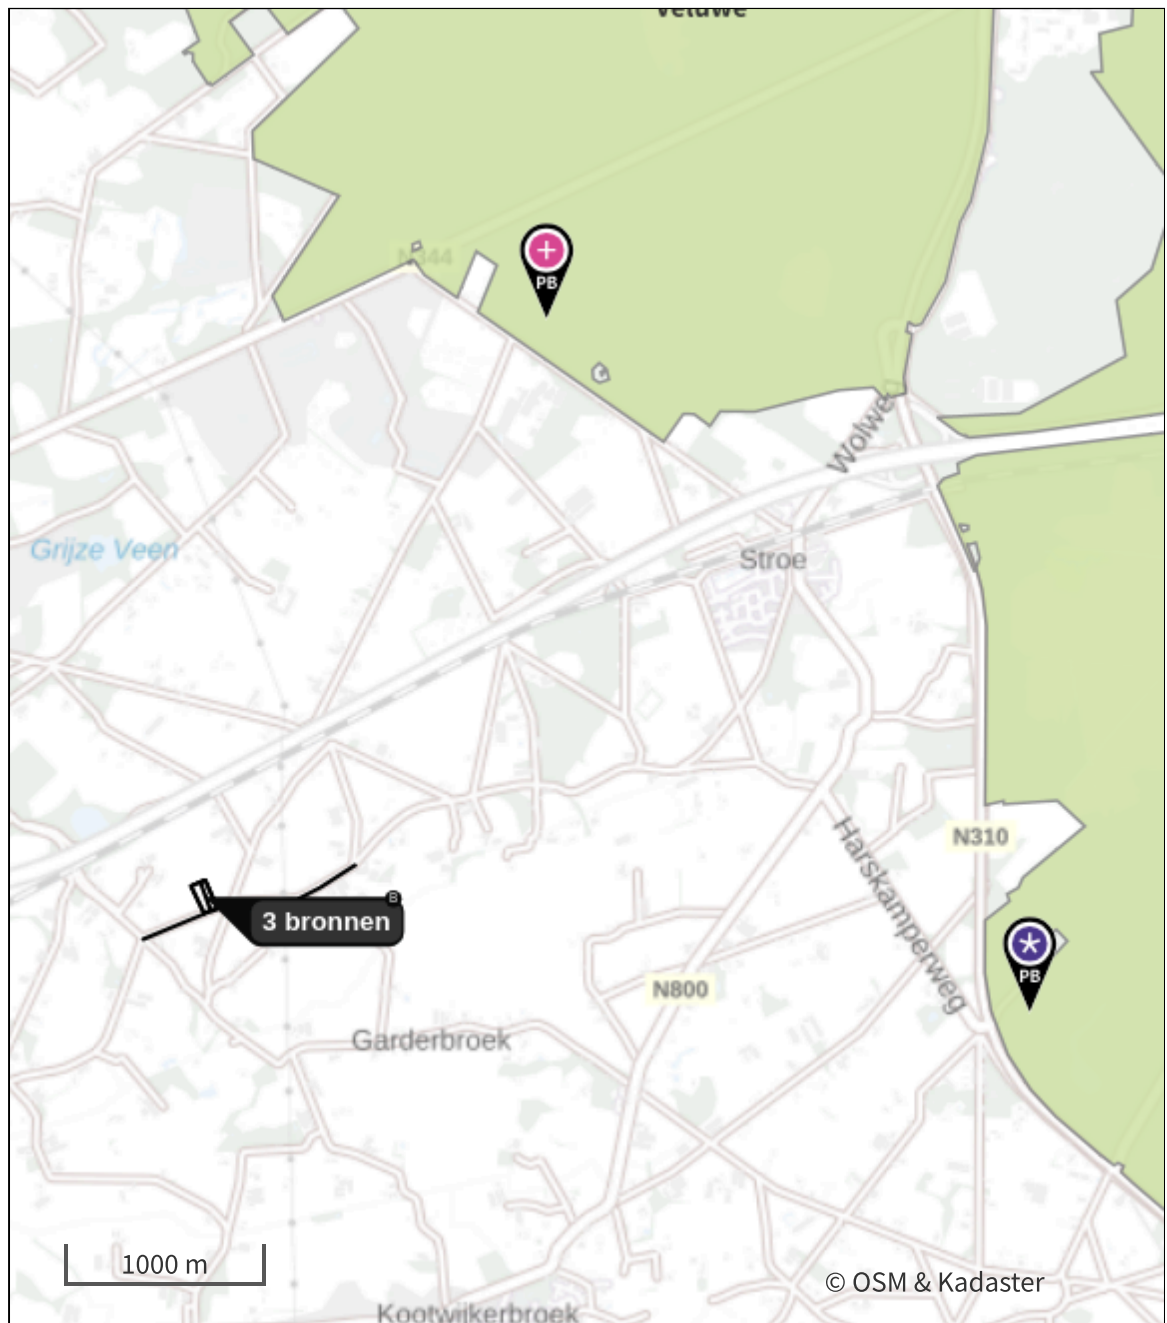 Veluwe
N344
+
PB
Wolweg
Grijze Veen
Stroe
N310
Harskamperweg
B
3 bronnen
*
PB
N800
Garderbroek
1000 m
© OSM & Kadaster
Kootwijkerbroek